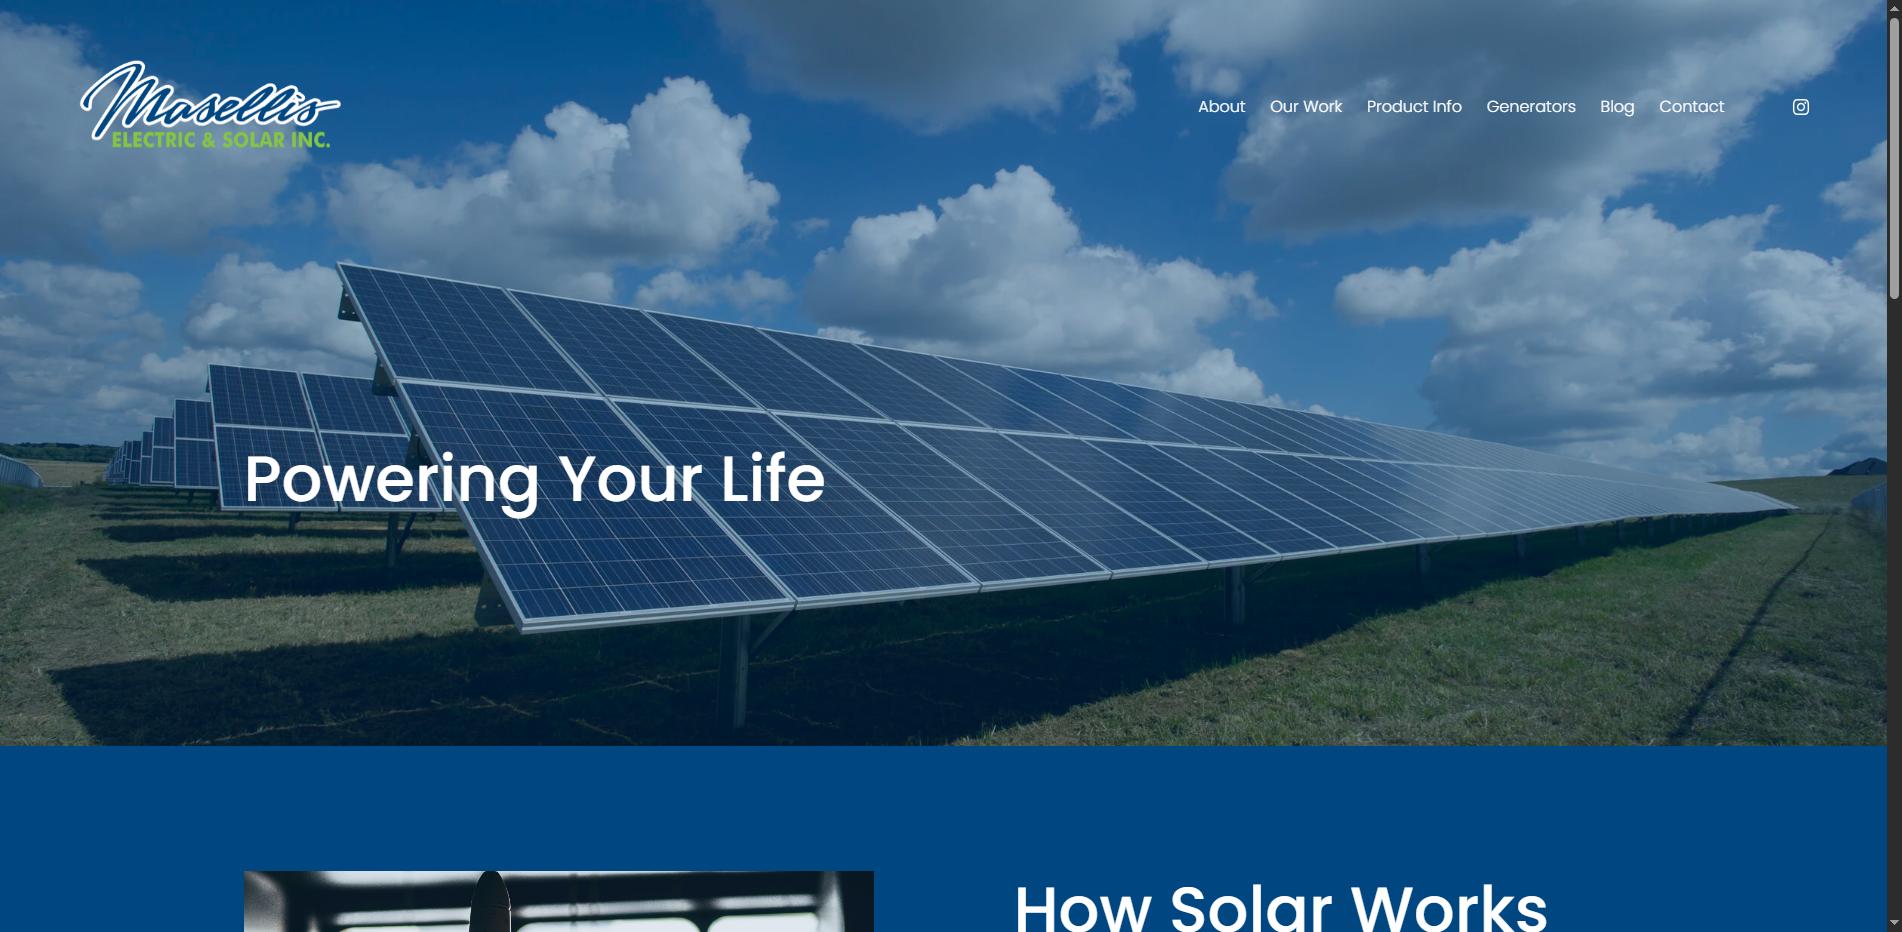 Masellis
ELECTRIC & SOLAR INC.
About
Our Work
Product Info
Generators
Blog
Contact
Powering Your Life
How Solar Works